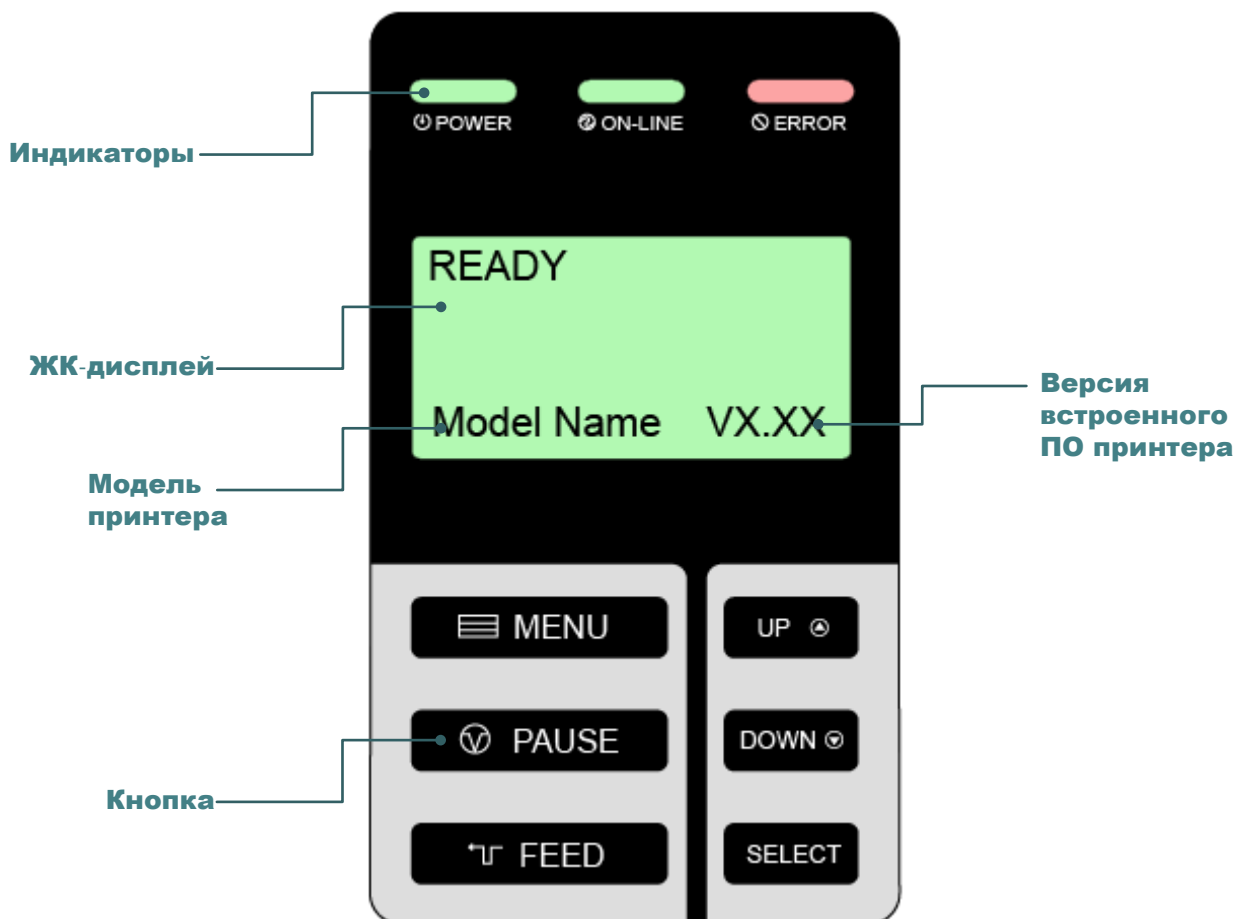 POWER
ON-LINE
ERROR
Индикаторы
READY
ЖК-дисплей
Model Name VX.XX
Версия
встроенного
ПО принтера
Модель
принтера
MENU
UP
PAUSE
DOWN
Кнопка
FEED
SELECT